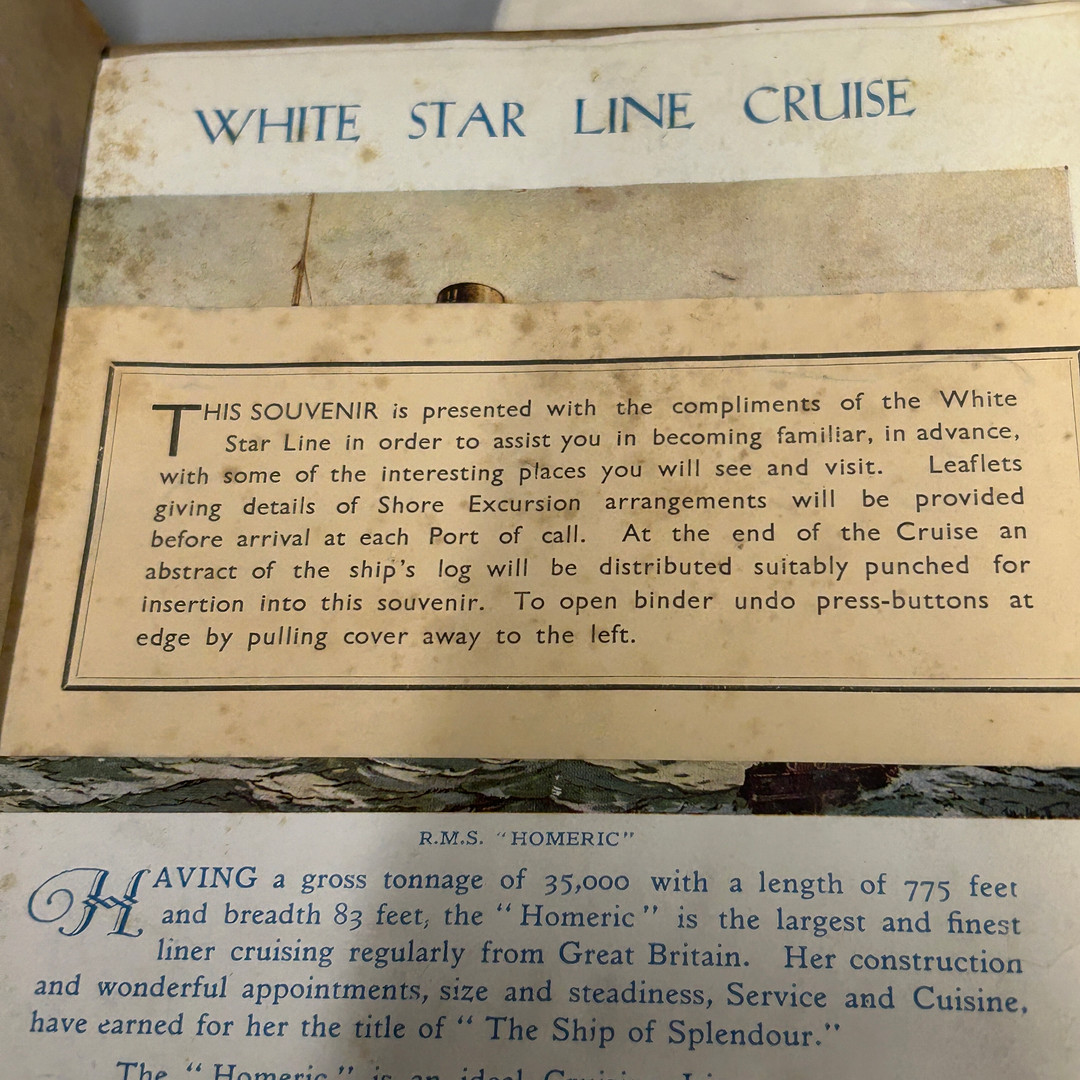 WHITE STAR LINE CRUISE
THIS SOUVENIR is presented with the compliments of the White
Star Line in order to assist you in becoming familiar, in advance,
with some of the interesting places you will see and visit. Leaflets
giving details of Shore Excursion arrangements will be provided
before arrival at each Port of call. At the end of the Cruise an
abstract of the ship's log will be distributed suitably punched for
insertion into this souvenir. To open binder undo press-buttons at
edge by pulling cover away to the left.
R.M.S. "HOMERIC"
HAVING a gross tonnage of 35,000 with a length of 775 feet
and breadth 83 feet, the "Homeric" is the largest and finest
liner cruising regularly from Great Britain. Her construction
and wonderful appointments, size and steadiness, Service and Cuisine,
have earned for her the title of "The Ship of Splendour."
The "Homeric" is an ideal